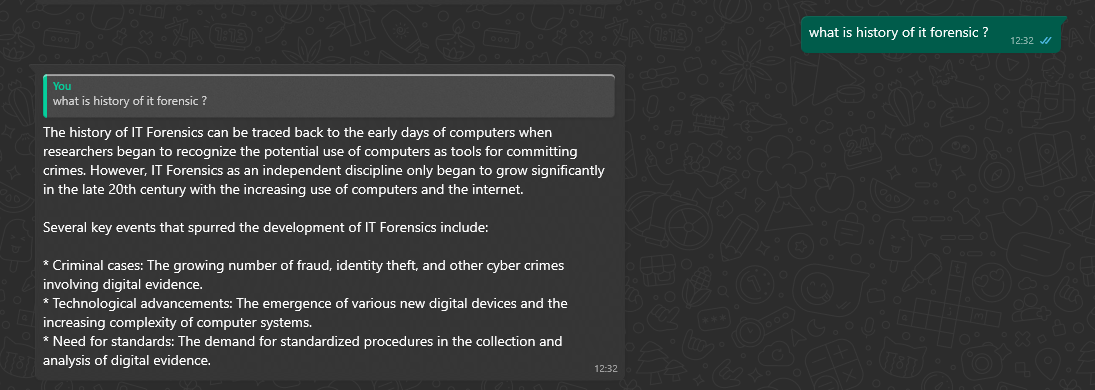 what is history of it forensic ?
12:32
You
what is history of it forensic ?
The history of IT Forensics can be traced back to the early days of computers when
researchers began to recognize the potential use of computers as tools for committing
crimes. However, IT Forensics as an independent discipline only began to grow significantly
in the late 20th century with the increasing use of computers and the internet.
Several key events that spurred the development of IT Forensics include:
* Criminal cases: The growing number of fraud, identity theft, and other cyber crimes
involving digital evidence.
* Technological advancements: The emergence of various new digital devices and the
increasing complexity of computer systems.
* Need for standards: The demand for standardized procedures in the collection and
analysis of digital evidence.
12:32